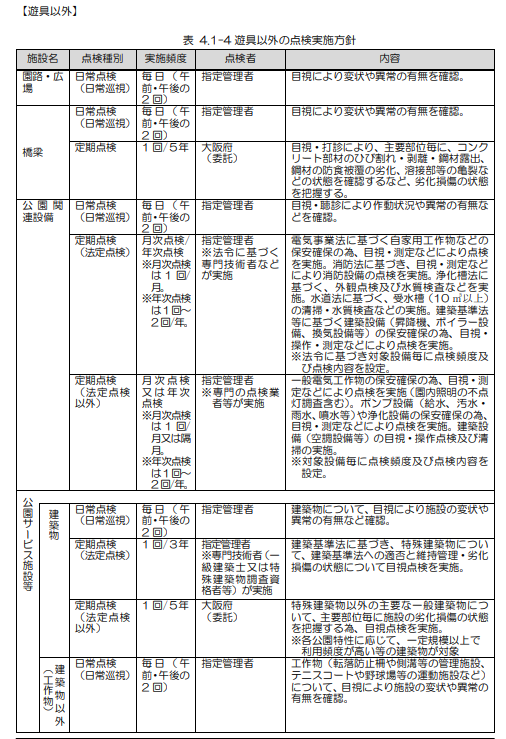 【遊具以外】
表 4.1-4 遊具以外の点検実施方針
施設名 点検種別 実施頻度 点検者 内容
園路・広
場
日常点検
（日常巡視）
毎日（午
前・午後の
２回）
指定管理者
目視により変状や異常の有無を確認。
橋梁
日常点検
（日常巡視）
毎日（午
前・午後の
２回）
指定管理者
目視により変状や異常の有無を確認。
定期点検
１回/５年
大阪府
（委託）
目視・打診により、主要部位毎に、コンク
リート部材のひび割れ・剥離・鋼材露出、
鋼材の防食被覆の劣化、溶接部等の亀裂な
どの状態を確認するなど、劣化損傷の状態
を把握する。
公園関
連設備
日常点検
（日常巡視）
毎日（午
前・午後の
２回）
指定管理者
目視・聴診により作動状況や異常の有無な
どを確認。
定期点検
（法定点検）
月次点検/
年次点検
※月次点検
は１回/
月。
※年次点検
は１回～
２回/年。
指定管理者
※法令に基づく
専門技術者など
が実施
電気事業法に基づく自家用工作物などの
保安確保の為、目視・測定などにより点検
を実施。消防法に基づき、目視・測定など
により消防設備の点検を実施。浄化槽法に
基づく、外観点検及び水質検査などを実
施。水道法に基づく、受水槽（10 ㎥以上）
の清掃・水質検査などの実施。建築基準法
等に基づく建築設備（昇降機、ボイラー設
備、換気設備等）の保安確保の為、目視・
操作・測定などにより点検を実施。
※法令に基づき対象設備毎に点検頻度及
び点検内容を設定。
定期点検
（法定点検
以外）
月次点検
又は年次
点検
※月次点検
は１回/
月又は隔
月。
※年次点検
は１回～
２回/年。
指定管理者
※専門の点検業
者等が実施
一般電気工作物の保安確保の為、目視・測
定などにより点検を実施（園内照明の不点
灯調査含む）。ポンプ設備（給水、汚水・
雨水、噴水等）や浄化設備の保安確保の為、
目視・測定などにより点検を実施。建築設
備（空調設備等）の目視・操作点検及び清
掃の実施。
※対象設備毎に点検頻度及び点検内容を
設定。
公園サービス施設等
建築物
日常点検
（日常巡視）
毎日（午
前・午後の
２回）
指定管理者
建築物について、目視により施設の変状や
異常の有無など確認。
定期点検
（法定点検）
１回/３年
指定管理者
※専門技術者（一
級建築士又は特
殊建築物調査資
格者等）が実施
建築基準法に基づき、特殊建築物につい
て、建築基準法への適否と維持管理・劣化
損傷の状態について目視点検を実施。
定期点検
（法定点検
以外）
１回/５年
大阪府
（委託）
特殊建築物以外の主要な一般建築物につ
いて、主要部位毎に施設の劣化損傷の状態
を把握する為、目視点検を実施。
※各公園特性に応じて、一定規模以上で
利用頻度が高い等の建築物が対象
建築物以外
（工作物）
日常点検
（日常巡視）
毎日（午
前・午後の
２回）
指定管理者
工作物（転落防止柵や側溝等の管理施設、
テニスコートや野球場等の運動施設など）
について、目視により施設の変状や異常の
有無を確認。